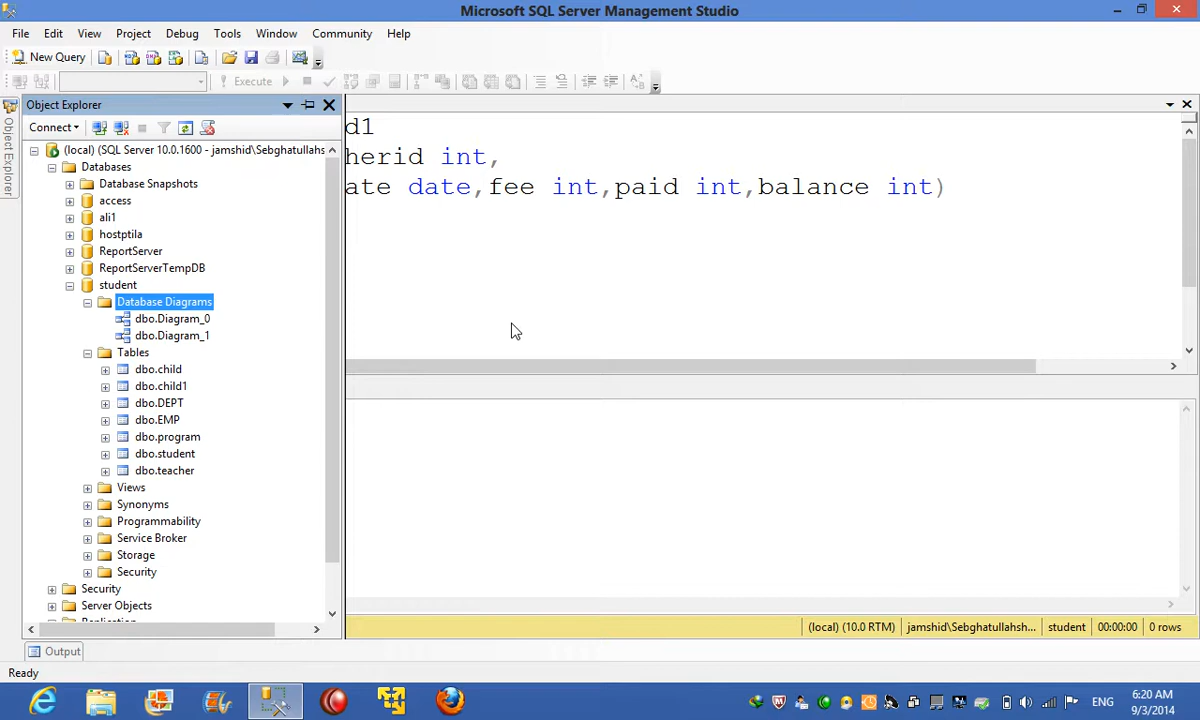 Microsoft SQL Server Management Studio
File Edit View Project Debug Tools Window Community Help
New Query
Execute
Object Explorer
Object Explorer
d1
Connect
herid int,
(local) (SQL Server 10.0.1600 - jamshid\Sebghatullahs
Databases
ate date,fee int,paid int,balance int)
Database Snapshots
access
ali1
hostptila
ReportServer
ReportServerTempDB
student
Database Diagrams
dbo.Diagram_0
dbo.Diagram_1
Tables
dbo.child
dbo.child1
dbo.DEPT
dbo.EMP
dbo.program
dbo.student
dbo.teacher
Views
Synonyms
Programmability
Service Broker
Storage
Security
Security
Server Objects
(local) (10.0 RTM) jamshid\Sebghatullahsh... student 00:00:00 0 rows
Output
Ready
ENG
6:20 AM
9/3/2014